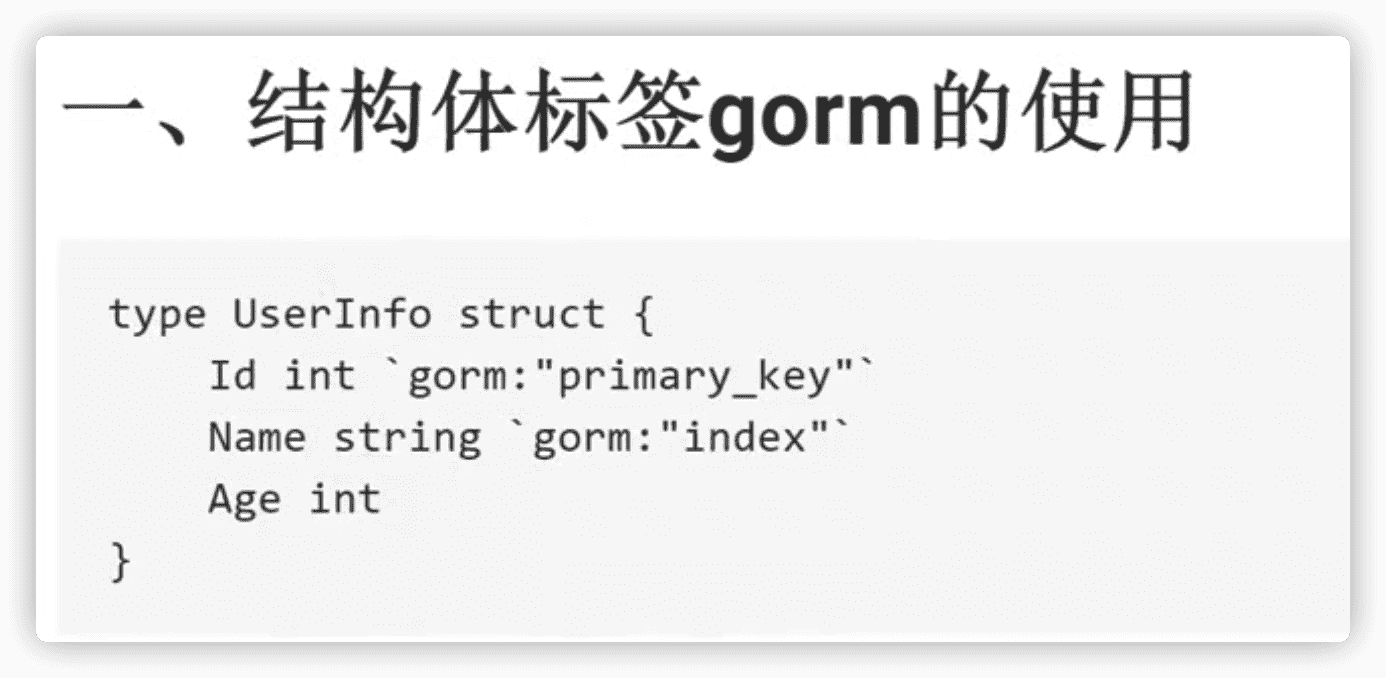 一、结构体标签gorm的使用
type UserInfo struct {
    Id int `gorm:"primary_key"`
    Name string `gorm:"index"`
    Age int
}